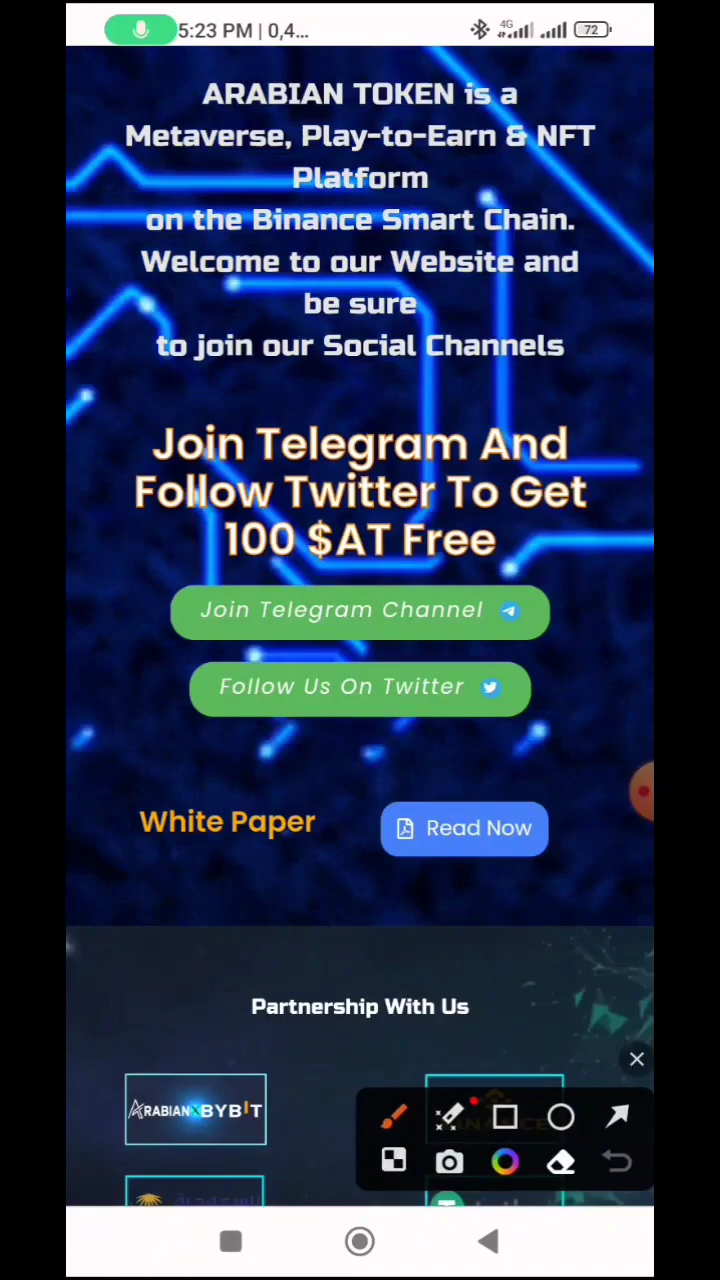 5:23 PM | 0,4...
4G
72
ARABIAN TOKEN is a
Metaverse, Play-to-Earn & NFT
Platform
on the Binance Smart Chain.
Welcome to our Website and
be sure
to join our Social Channels
Join Telegram And
Follow Twitter To Get
100 $AT Free
Join Telegram Channel
Follow Us On Twitter
White Paper
Read Now
Partnership With Us
ARABIAN X BYBIT